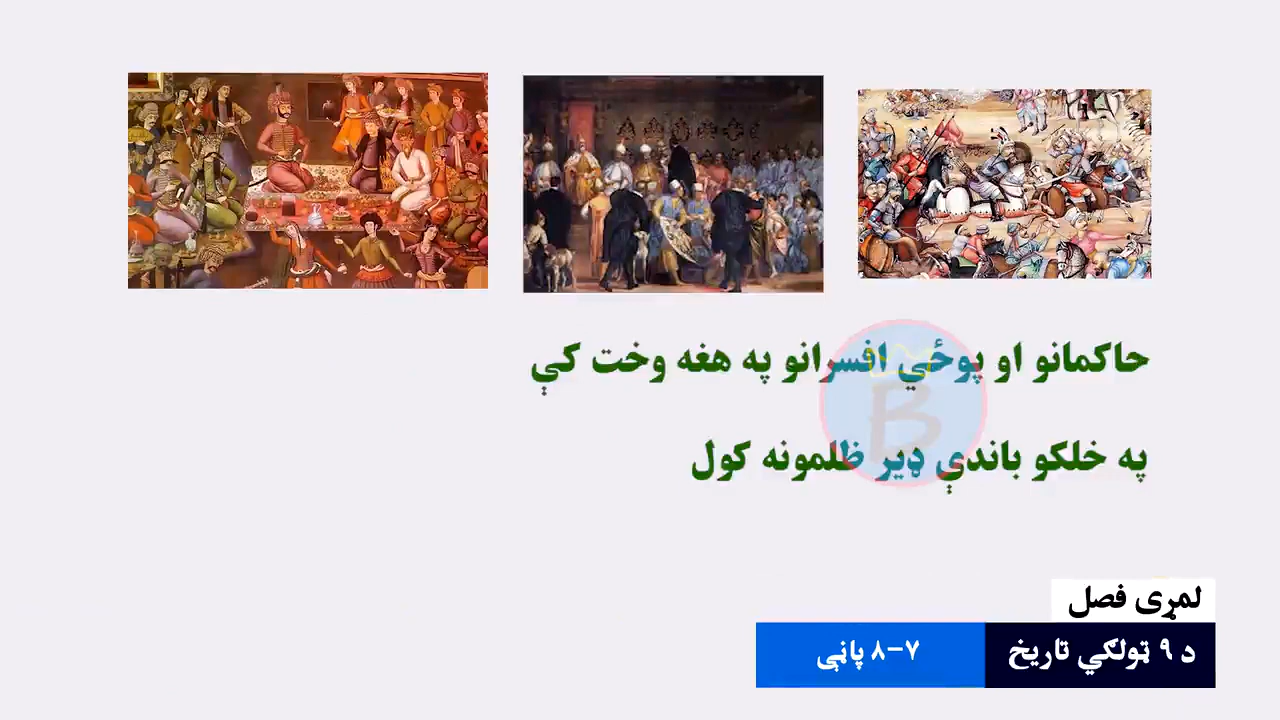 حاکمانو او پوځي افسرانو په هغه وخت کې
په خلکو باندې ډیر ظلمونه کول
B
لمړی فصل
د ۹ ټولګي تاریخ
۷-۸ پاڼې